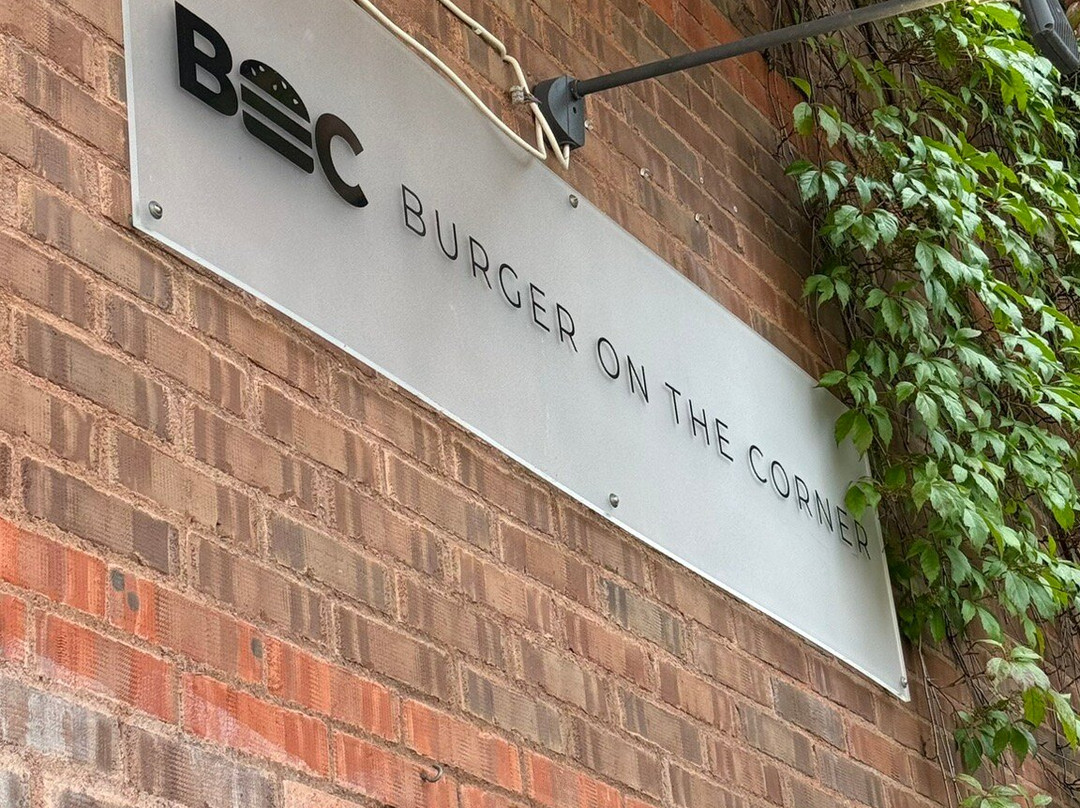 BOC BURGER ON THE CORNER